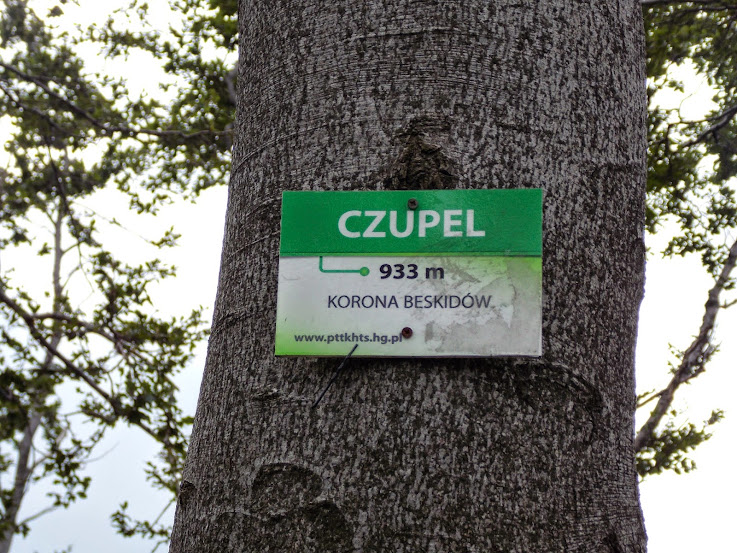 CZUPEL
933 m
KORONA BESKIDÓW
www.pttkhts.hg.pl